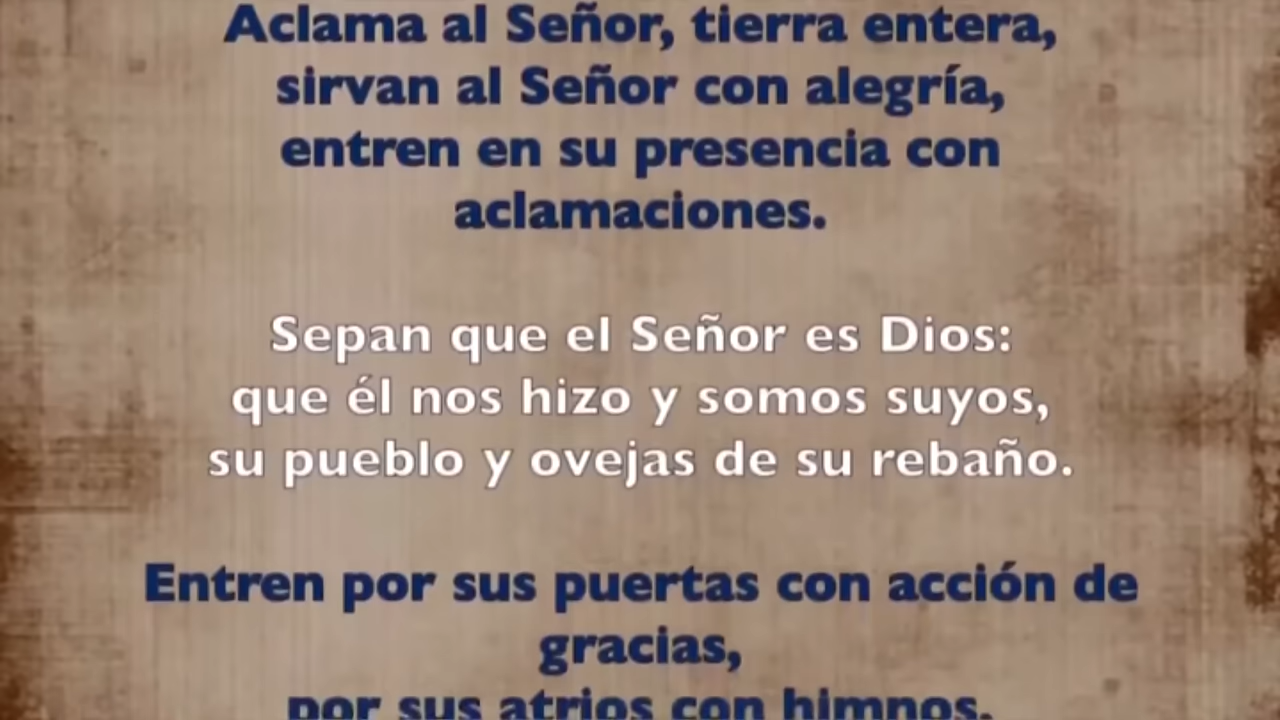 Aclama al Señor, tierra entera,
sirvan al Señor con alegría,
entren en su presencia con
aclamaciones.
Sepan que el Señor es Dios:
que él nos hizo y somos suyos,
su pueblo y ovejas de su rebaño.
Entren por sus puertas con acción de
gracias,
por sus atrios con himnos,